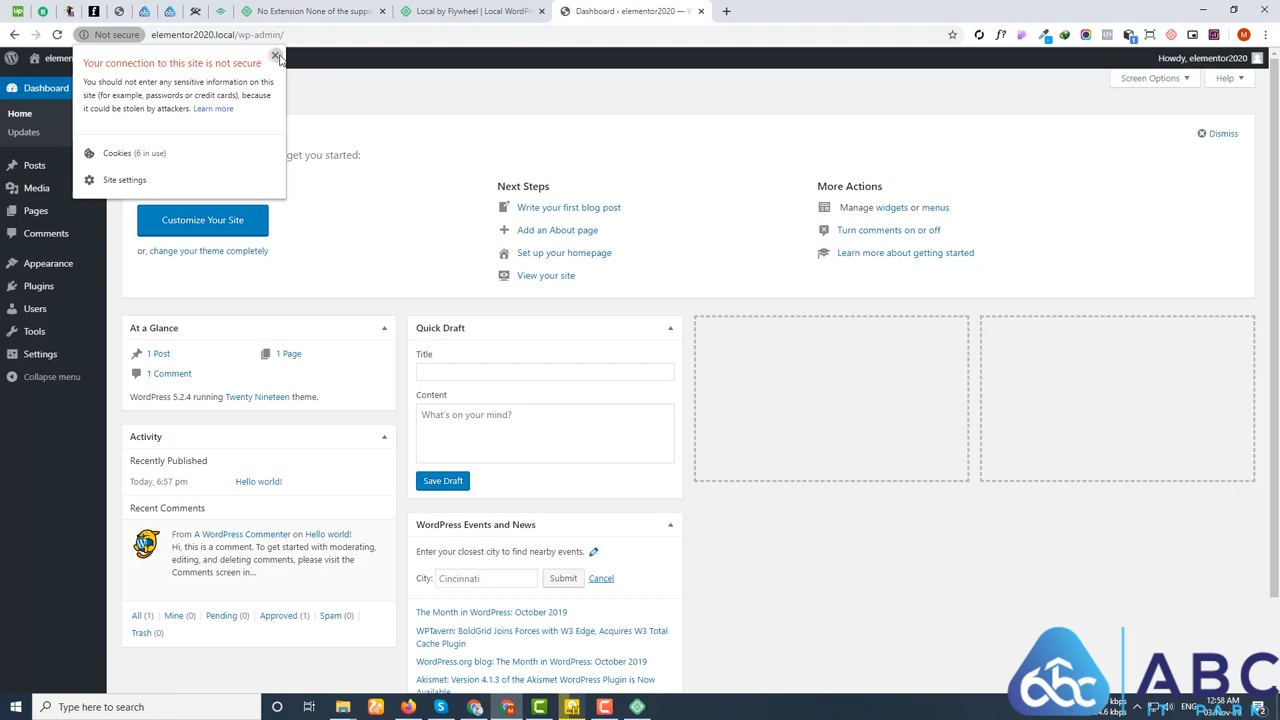 No Extension None of the suppo
Local by Flywheel | Local WordPr
Dashboard ‹ elementor2020 — W
Not secure
elementor2020.local/wp-admin/
M
elemen
Howdy, elementor2020
Your connection to this site is not secure
You should not enter any sensitive information on this
site (for example, passwords or credit cards), because
it could be stolen by attackers. Learn more
Cookies (6 in use)
Site settings
Dashboard
Home
Updates
Posts
Media
Pages
Comments
Appearance
Plugins
Users
Tools
Settings
Collapse menu
Screen Options
Help
Dismiss
get you started:
Customize Your Site
or, change your theme completely
Next Steps
Write your first blog post
Add an About page
Set up your homepage
View your site
More Actions
Manage widgets or menus
Turn comments on or off
Learn more about getting started
At a Glance
1 Post
1 Page
1 Comment
WordPress 5.2.4 running Twenty Nineteen theme.
Activity
Recently Published
Today, 6:57 pm
Hello world!
Recent Comments
From A WordPress Commenter on Hello world!
Hi, this is a comment. To get started with moderating,
editing, and deleting comments, please visit the
Comments screen in…
All (1) | Mine (0) | Pending (0) | Approved (1) | Spam (0) |
Trash (0)
Quick Draft
Title
Content
What's on your mind?
Save Draft
WordPress Events and News
Enter your closest city to find nearby events.
City:
Cincinnati
Submit
Cancel
The Month in WordPress: October 2019
WPTavern: BoldGrid Joins Forces with W3 Edge, Acquires W3 Total
Cache Plugin
WordPress.org blog: The Month in WordPress: October 2019
Akismet: Version 4.1.3 of the Akismet WordPress Plugin is Now
Available
abc
ABC
IT PARK
Type here to search
kbps
kbps
ENG
12:58 AM
03-Nov-19